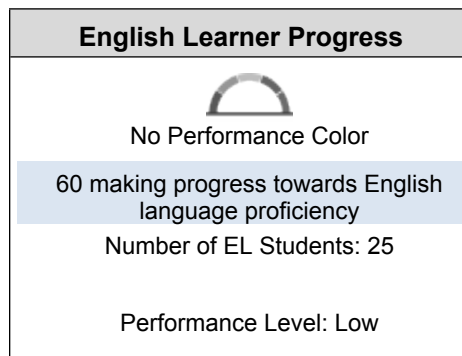 English Learner Progress
No Performance Color
60 making progress towards English
language proficiency
Number of EL Students: 25
Performance Level: Low